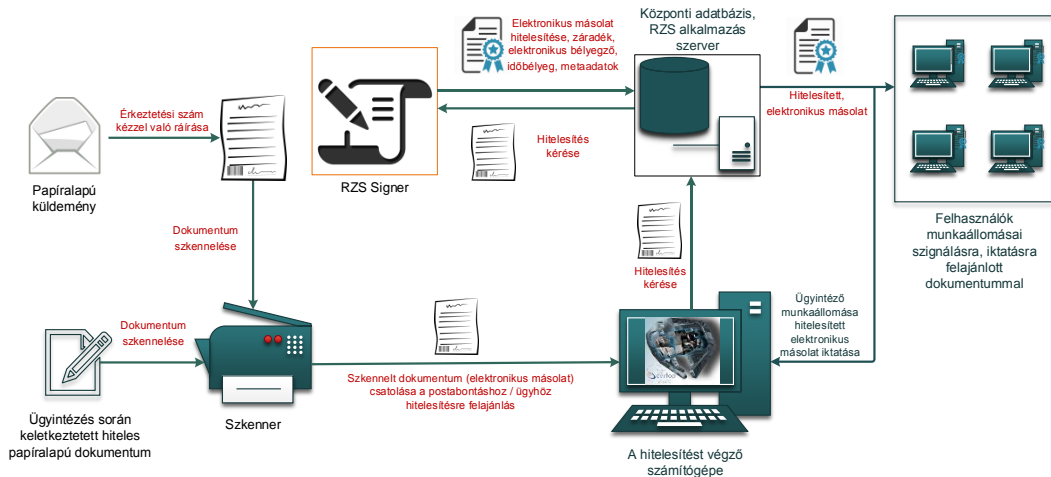 Elektronikus másolat
hitelesítése, záradék,
elektronikus bélyegző,
időbélyeg, metaadatok
Központi adatbázis,
RZS alkalmazás
szerver
Érkeztetési szám
kézzel való ráírása
Hitelesített,
elektronikus másolat
Hitelesítés
kérése
Papíralapú
küldemény
RZS Signer
Felhasználók
munkaállomásai
szignálásra, iktatásra
felajánlott
dokumentummal
Dokumentum
szkennelése
Hitelesítés
kérése
Ügyintéző
munkaállomása
hitelesített
elektronikus
másolat iktatása
Dokumentum
szkennelése
Szkennelt dokumentum (elektronikus másolat)
csatolása a postabontáshoz / ügyhöz
hitelesítésre felajánlás
Ügyintézés során
keletkeztetett hiteles
papíralapú dokumentum
Szkenner
A hitelesítést végző
számítógépe